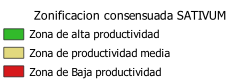 Zonificacion consensuada SATIVUM
Zona de alta productividad
Zona de productividad media
Zona de Baja productividad